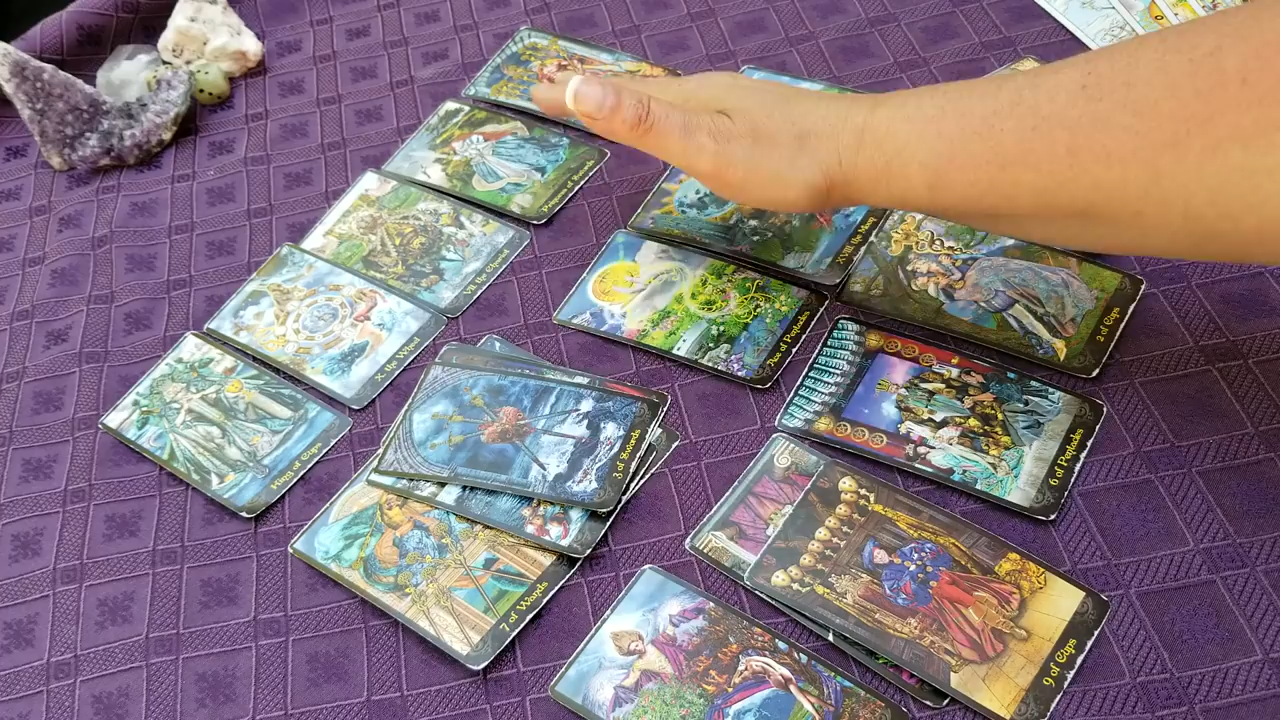 Princess of Swords
VII the Chariot
XVIII the Moon
X the Wheel
Ace of Pentacles
2 of Cups
King of Cups
3 of Swords
6 of Pentacles
7 of Wands
9 of Cups